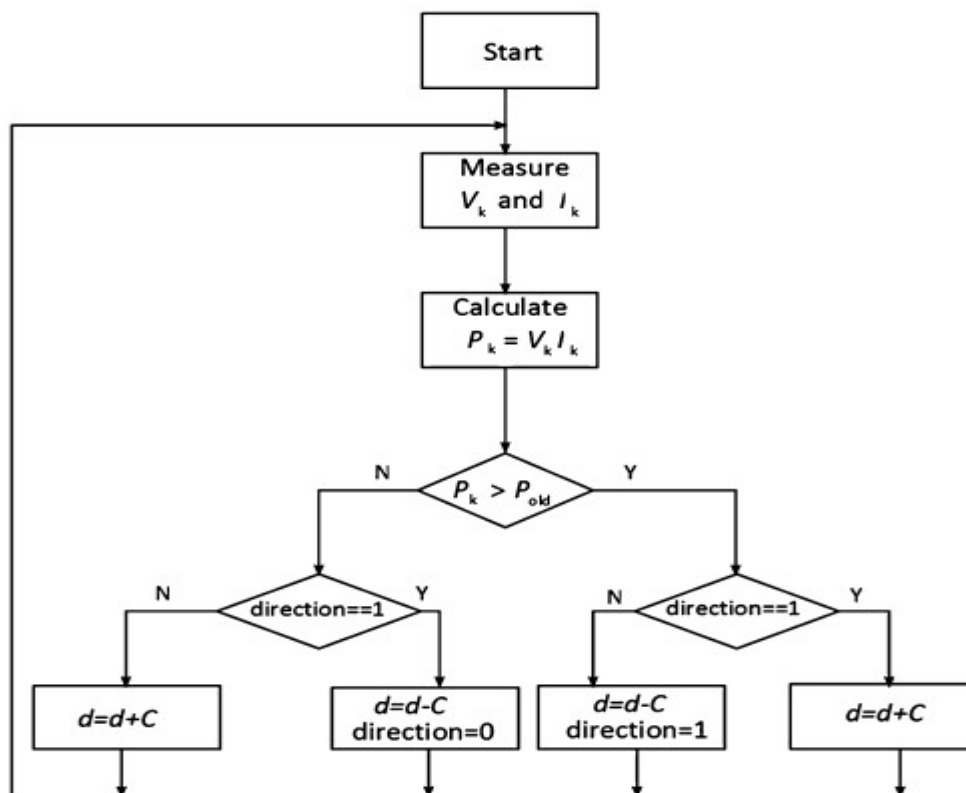 Start
Measure
Vₖ and Iₖ
Calculate
Pₖ = VₖIₖ
N
Pₖ > Pₒₗd
Y
N
direction==1
Y
N
direction==1
Y
d=d+C
d=d-C
direction=0
d=d-C
direction=1
d=d+C